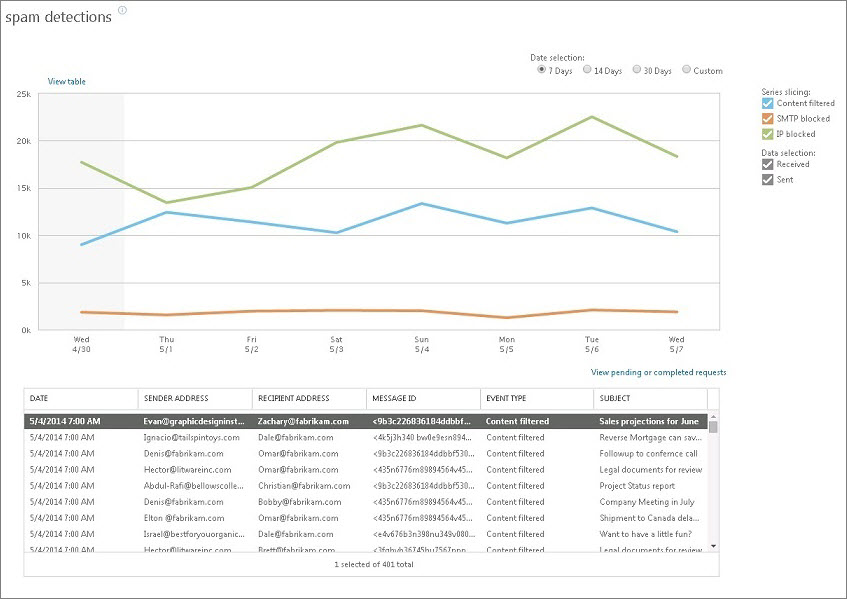 spam detections
Date selection:
7 Days 14 Days 30 Days Custom
View table
Series slicing:
Content filtered
SMTP blocked
IP blocked
Data selection:
Received
Sent
25k
20k
15k
10k
5k
0k
Wed Thu Fri Sat Sun Mon Tue Wed
4/30 5/1 5/2 5/3 5/4 5/5 5/6 5/7
View pending or completed requests
DATE SENDER ADDRESS RECIPIENT ADDRESS MESSAGE ID EVENT TYPE SUBJECT
5/4/2014 7:00 AM Evan@graphicdesigninst... Zachary@fabrikam.com <9b3c226836184ddbbf... Content filtered Sales projections for June
5/4/2014 7:00 AM Ignacio@tailspintoys.com Dale@fabrikam.com <4k5j3h340 bw0e9esn894... Content filtered Reverse Mortgage can sav...
5/4/2014 7:00 AM Denis@fabrikam.com Omar@fabrikam.com <9b3c226836184ddbbf530... Content filtered Followup to confernce call
5/4/2014 7:00 AM Hector@litwareinc.com Omar@fabrikam.com <435n6776m89894564v45... Content filtered Legal documents for review
5/4/2014 7:00 AM Abdul-Rafi@bellowscolle... Christian@fabrikam.com <9b3c226836184ddbbf530... Content filtered Project Status report
5/4/2014 7:00 AM Denis@fabrikam.com Bobby@fabrikam.com <435n6776m89894564v45... Content filtered Company Meeting in July
5/4/2014 7:00 AM Elton @fabrikam.com Omar@fabrikam.com <435n6776m89894564v45... Content filtered Shipment to Canada dela...
5/4/2014 7:00 AM Israel@bestforyouorganic... Dale@fabrikam.com <e4v676b3n398nu349v080... Content filtered Want to have a little fun?
5/4/2014 7:00 AM Hector@litwareinc.com Brett@fabrikam.com Content filtered Legal documents for review
1 selected of 401 total